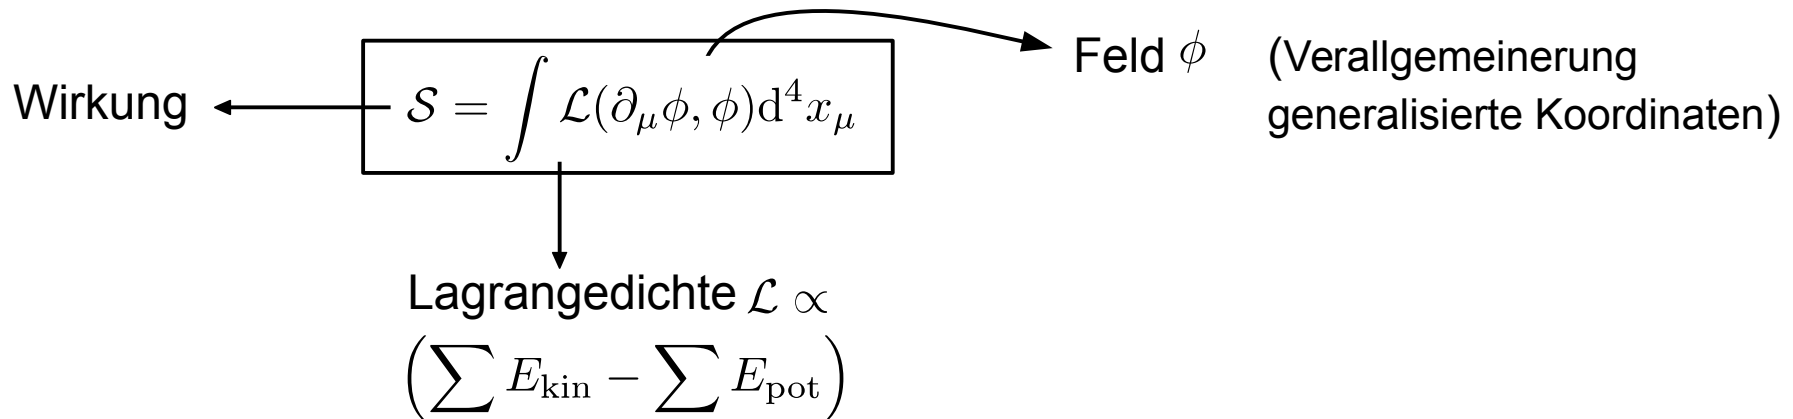 Wirkung
𝒮 = ∫ ℒ(∂_μϕ, ϕ)d⁴x_μ
Feld ϕ
(Verallgemeinerung
generalisierte Koordinaten)
Lagrangedichte ℒ ∝
(∑ E_kin − ∑ E_pot)